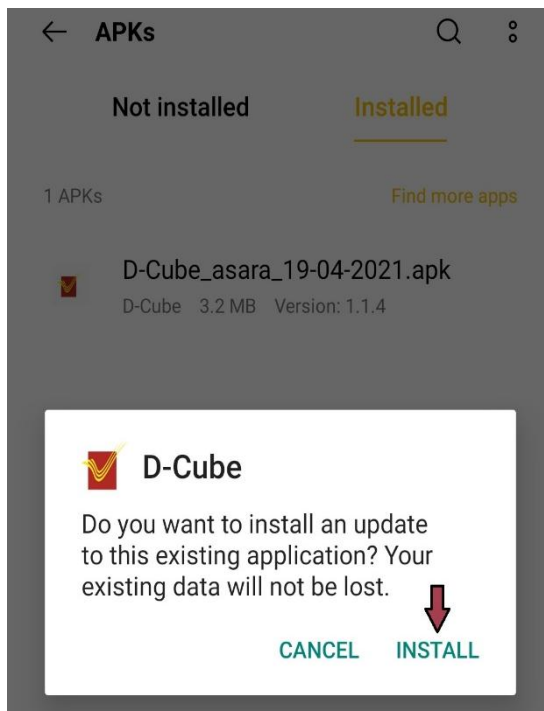 APKs
Not installed
Installed
1 APKs
Find more apps
D-Cube_asara_19-04-2021.apk
D-Cube 3.2 MB Version: 1.1.4
D-Cube
Do you want to install an update
to this existing application? Your
existing data will not be lost.
CANCEL INSTALL